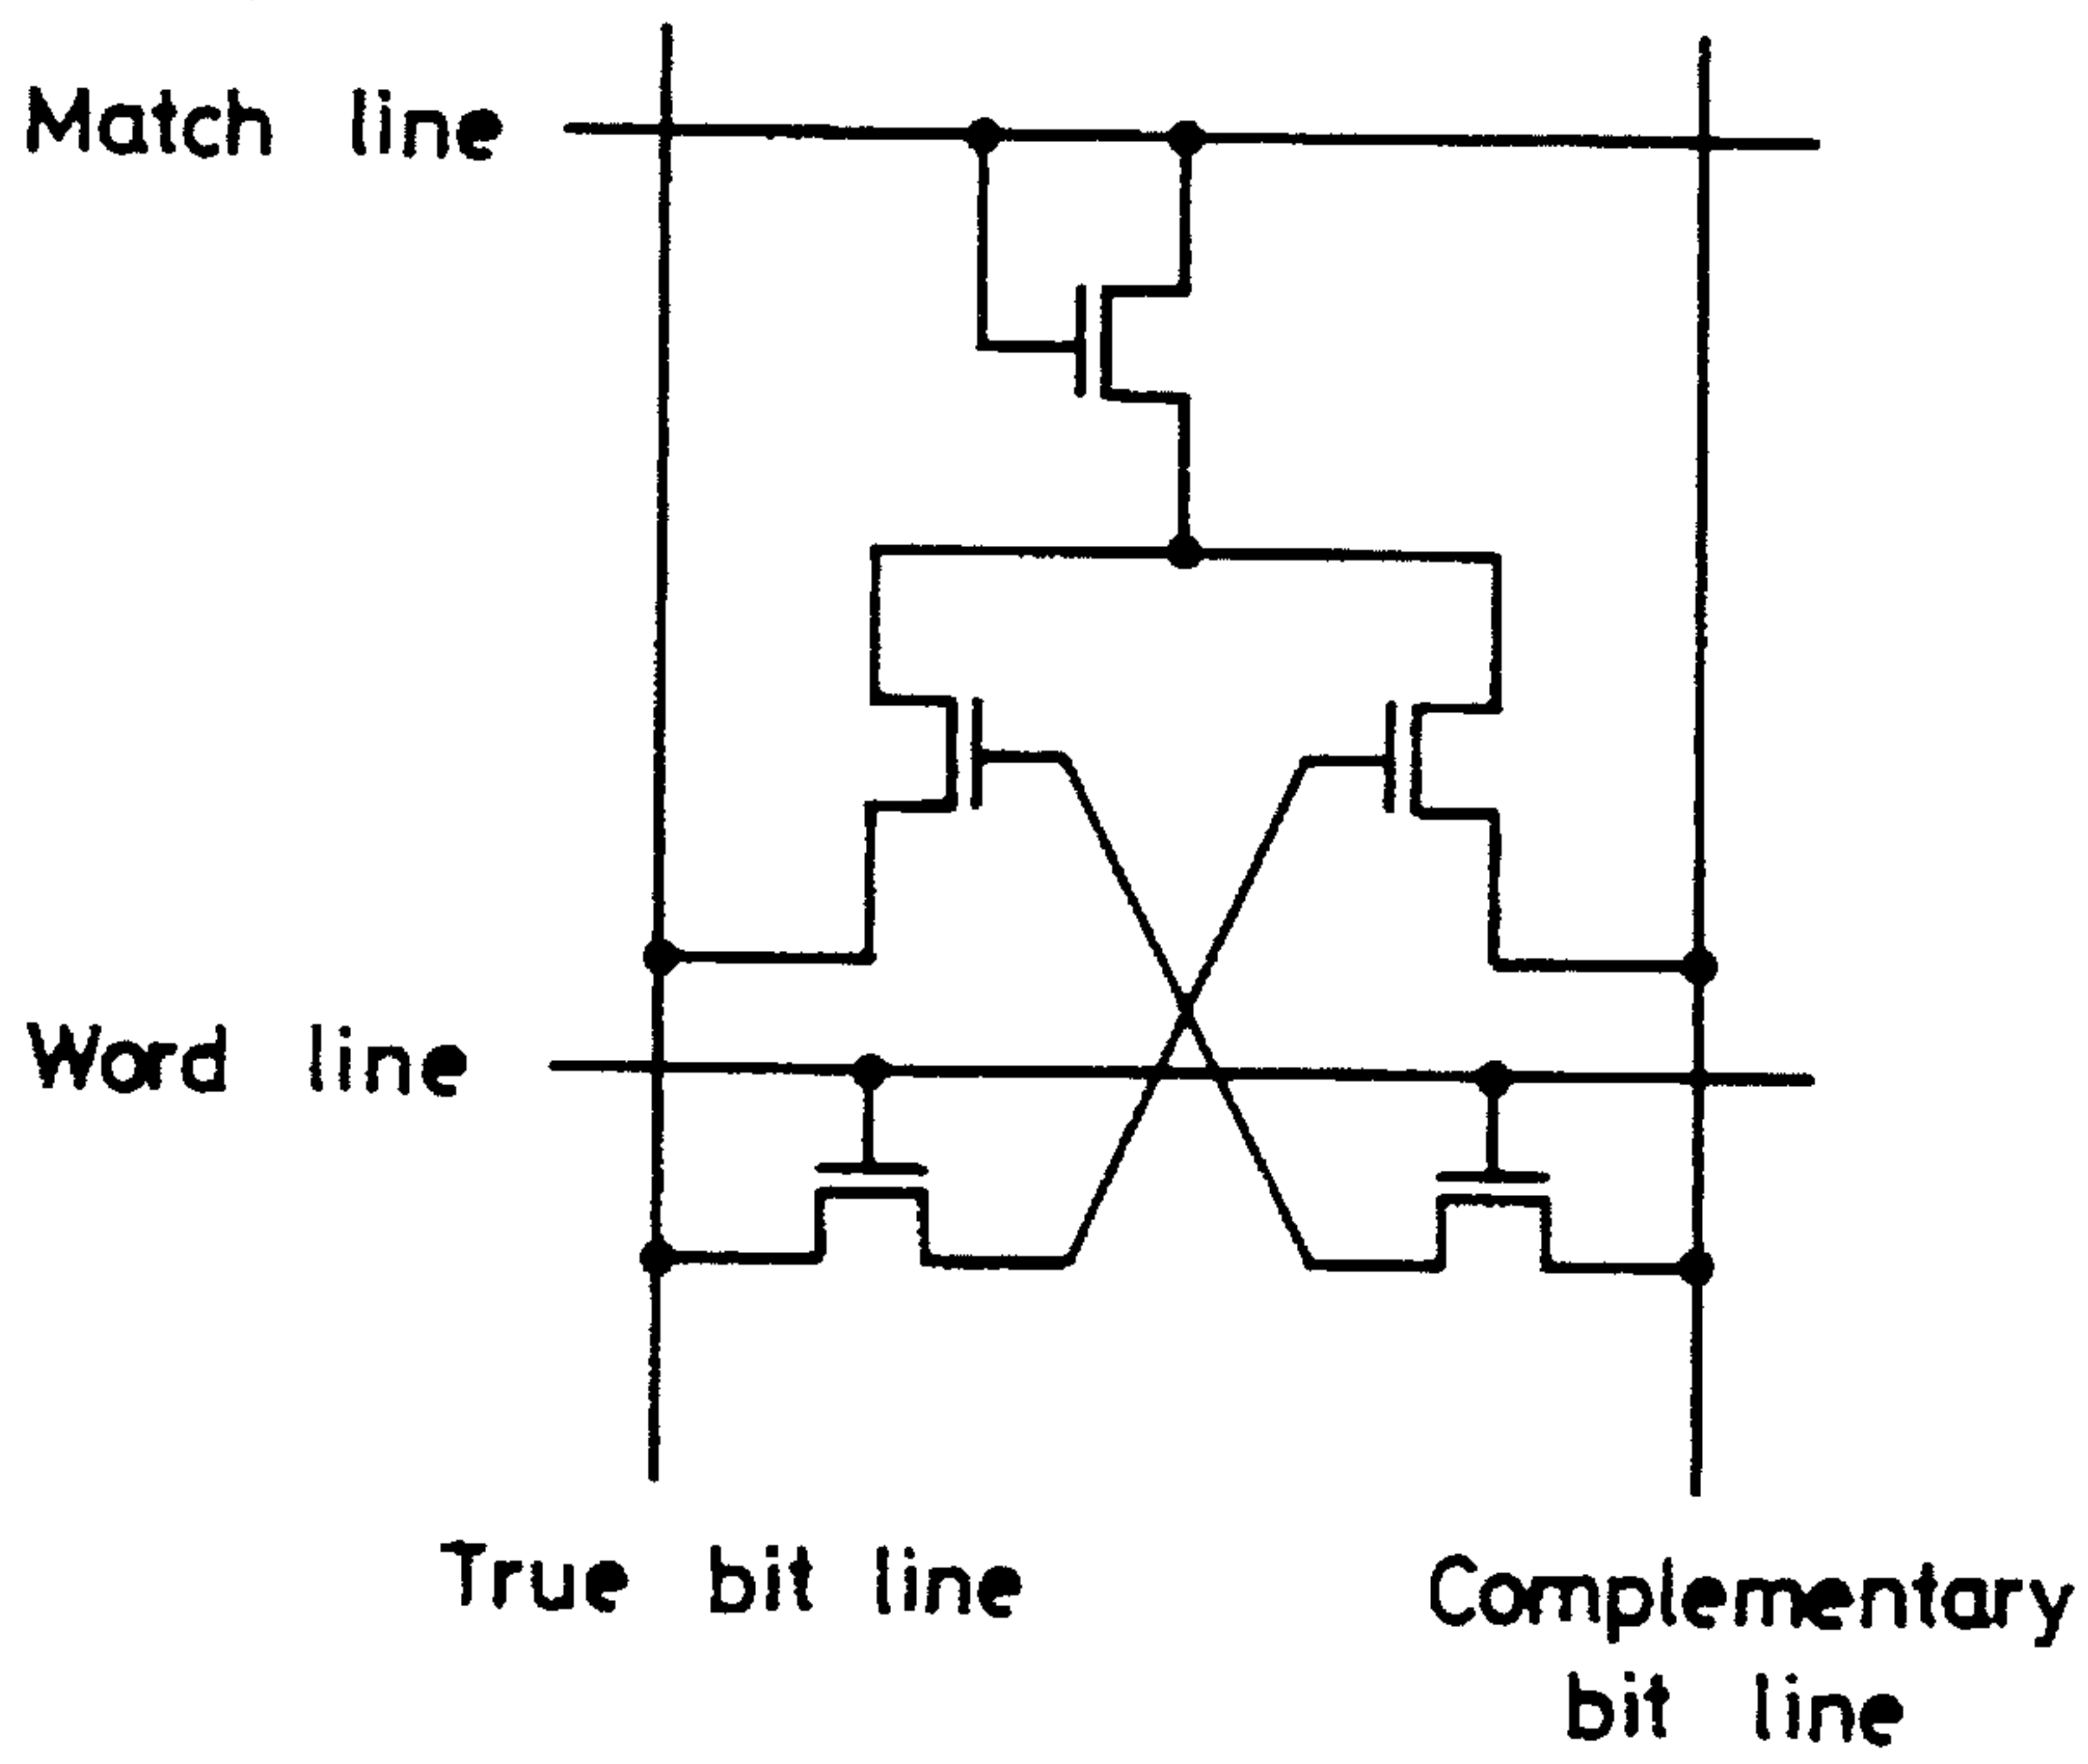 Match line
Word line
True bit line
Complementary
bit line